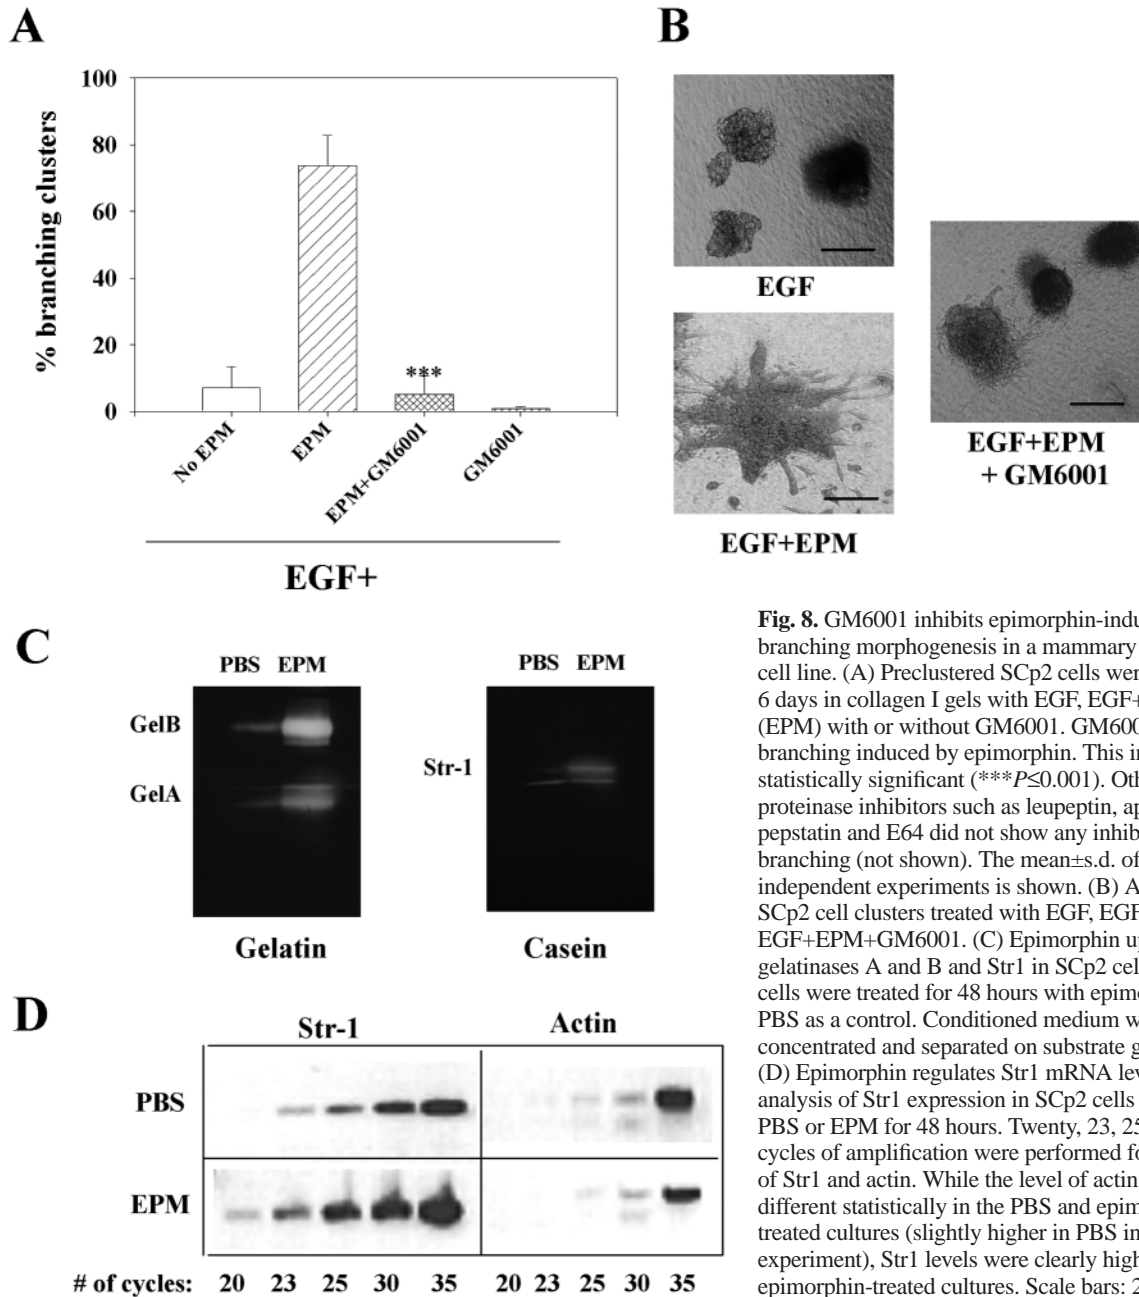 A
B
100
80
60
40
20
0
% branching clusters
***
No EPM
EPM
EPM+GM6001
GM6001
EGF+
EGF
EGF+EPM
EGF+EPM
+ GM6001
C
PBS EPM
GelB
GelA
Gelatin
PBS EPM
Str-1
Casein
D
Str-1
Actin
PBS
EPM
# of cycles: 20 23 25 30 35 20 23 25 30 35
Fig. 8. GM6001 inhibits epimorphin-indu
branching morphogenesis in a mammary
cell line. (A) Preclustered SCp2 cells wer
6 days in collagen I gels with EGF, EGF+
(EPM) with or without GM6001. GM600
branching induced by epimorphin. This in
statistically significant (***P≤0.001). Oth
proteinase inhibitors such as leupeptin, ap
pepstatin and E64 did not show any inhib
branching (not shown). The mean±s.d. of
independent experiments is shown. (B) A
SCp2 cell clusters treated with EGF, EGF
EGF+EPM+GM6001. (C) Epimorphin up
gelatinases A and B and Str1 in SCp2 cel
cells were treated for 48 hours with epimo
PBS as a control. Conditioned medium w
concentrated and separated on substrate g
(D) Epimorphin regulates Str1 mRNA lev
analysis of Str1 expression in SCp2 cells
PBS or EPM for 48 hours. Twenty, 23, 25
cycles of amplification were performed fo
of Str1 and actin. While the level of actin
different statistically in the PBS and epim
treated cultures (slightly higher in PBS in
experiment), Str1 levels were clearly high
epimorphin-treated cultures. Scale bars: 2